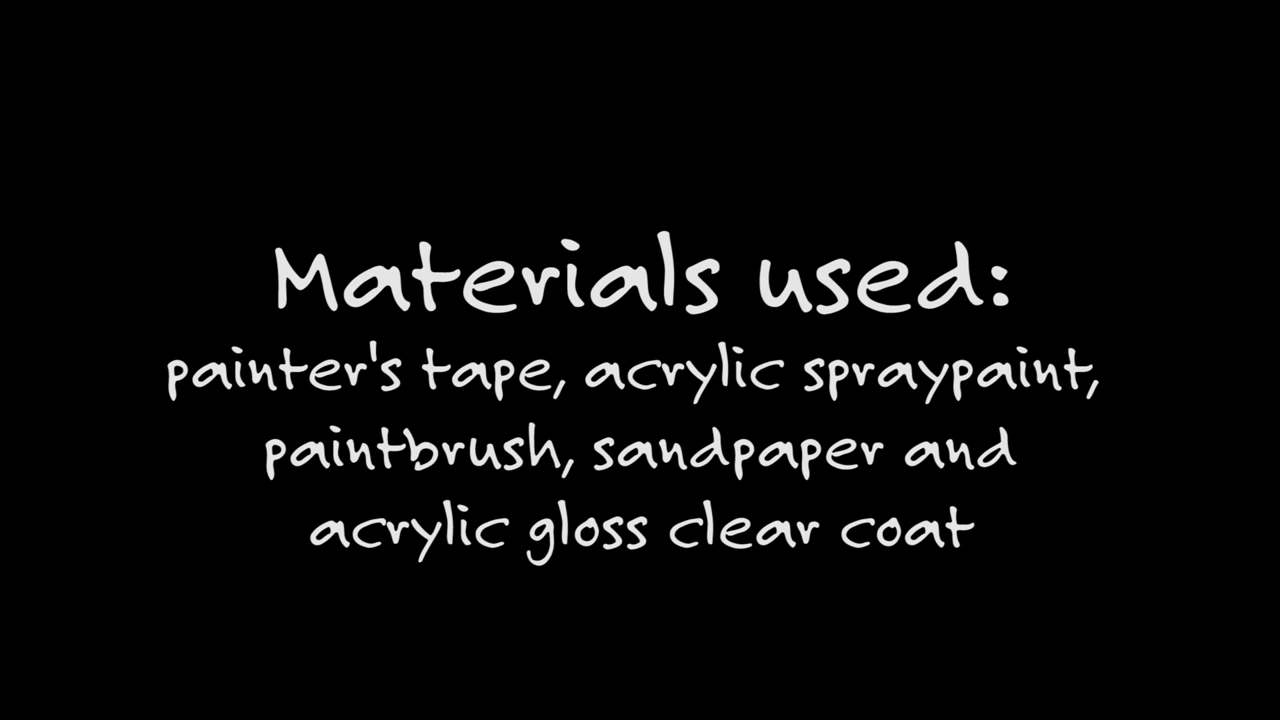 Materials used:
painter's tape, acrylic spraypaint,
paintbrush, sandpaper and
acrylic gloss clear coat